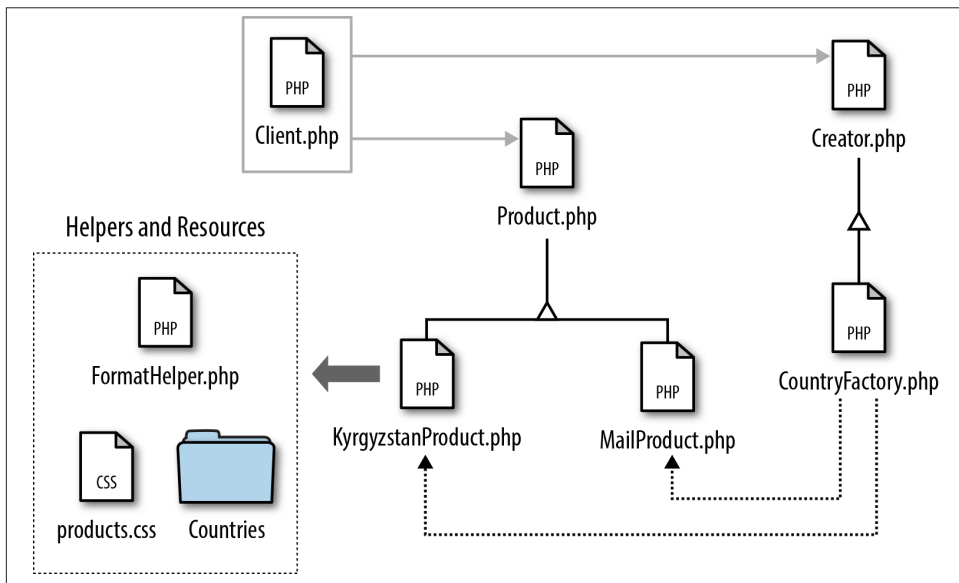 PHP
Client.php
PHP
Creator.php
PHP
Product.php
Helpers and Resources
PHP
FormatHelper.php
PHP
KyrgyzstanProduct.php
PHP
MailProduct.php
PHP
CountryFactory.php
CSS
products.css
Countries